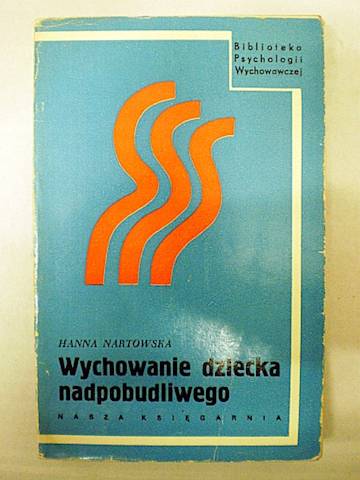 Biblioteka
Psychologii
Wychowawczej
HANNA NARTOWSKA
Wychowanie dziecka
nadpobudliwego
NASZA KSIĘGARNIA